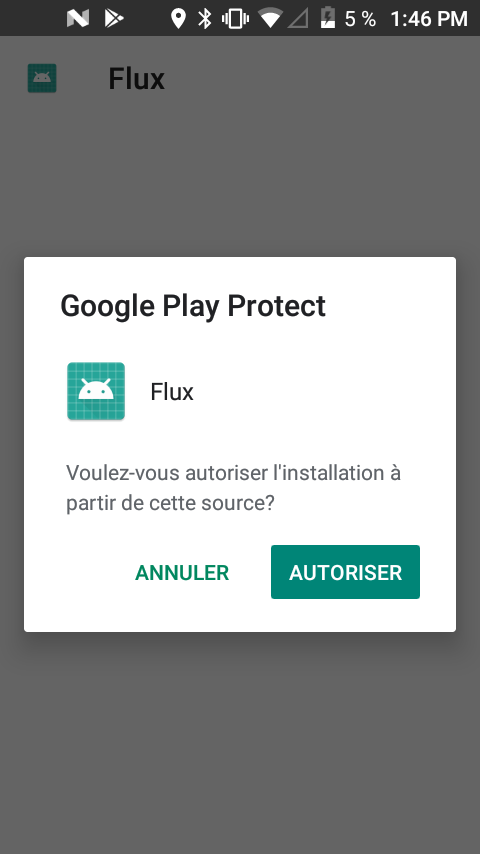 5 % 1:46 PM
Flux
Google Play Protect
Flux
Voulez-vous autoriser l'installation à
partir de cette source?
ANNULER AUTORISER